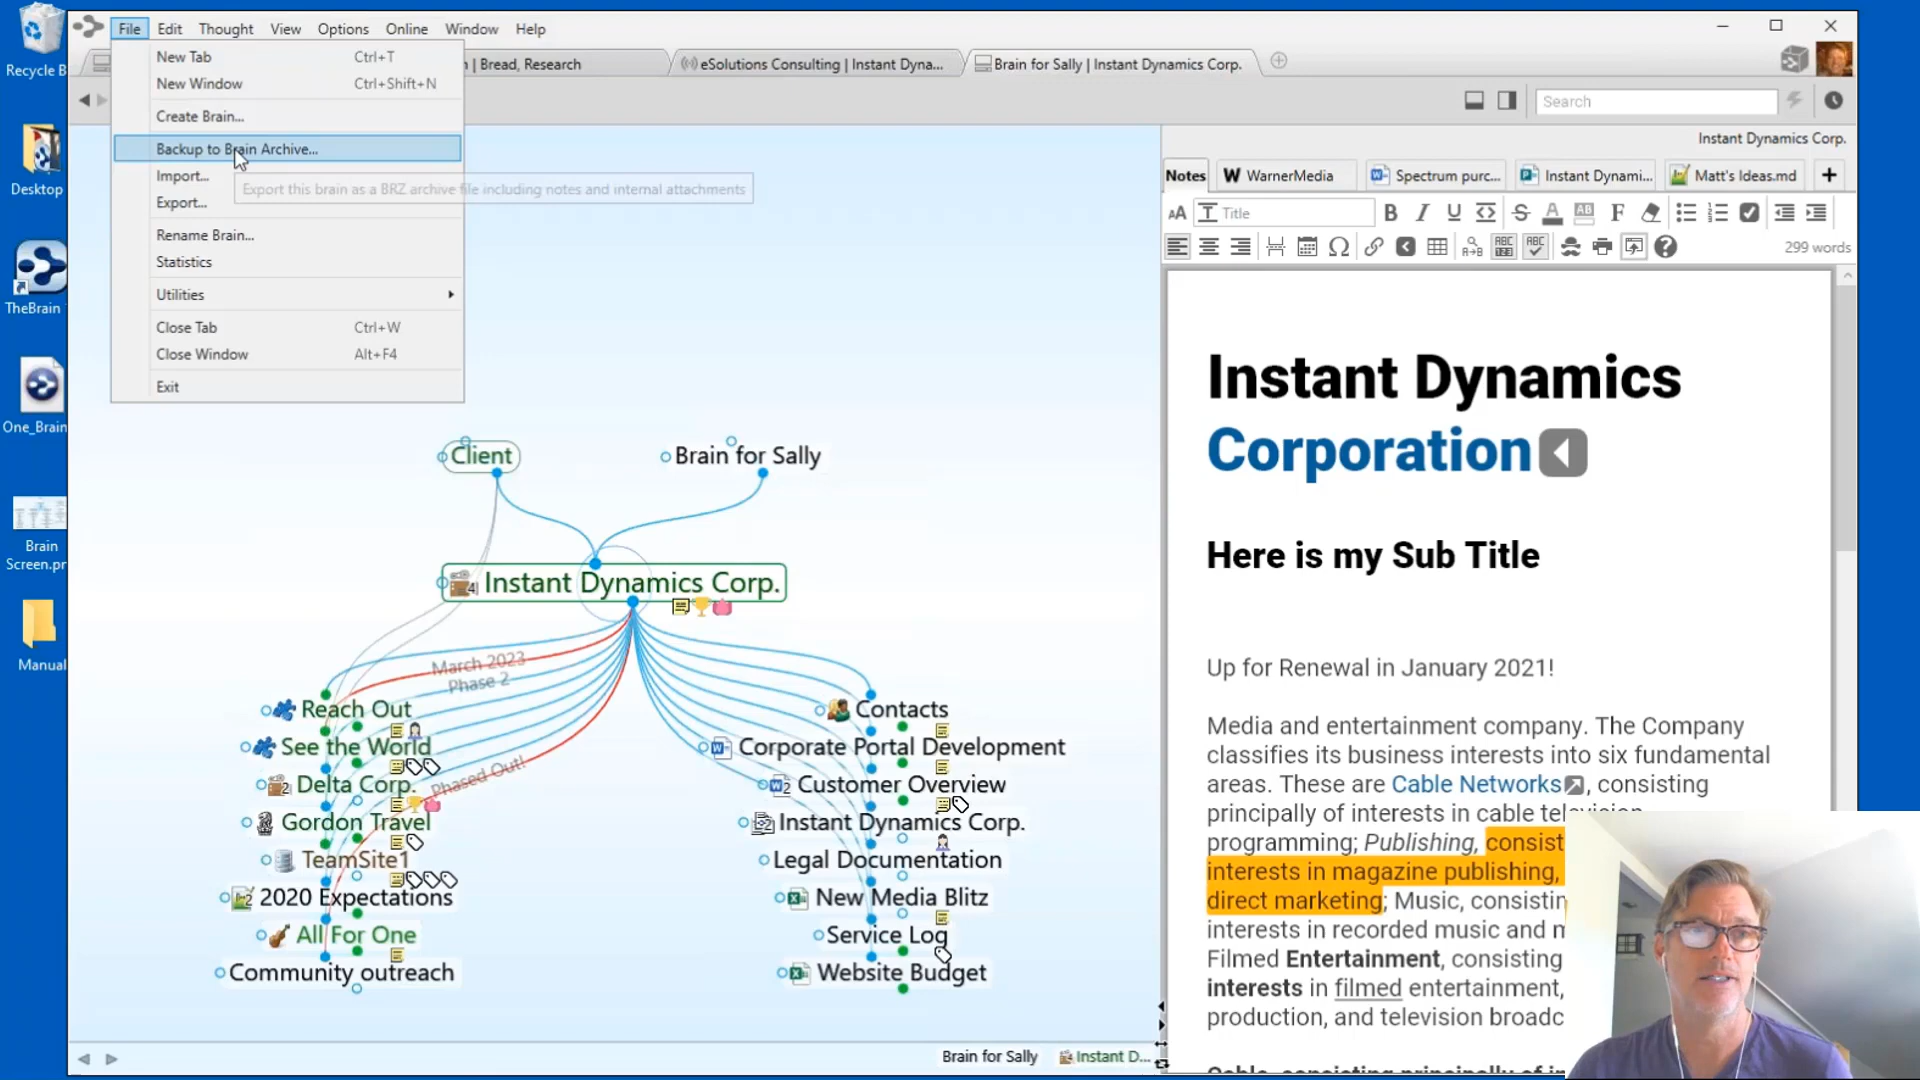 Recycle B
Desktop
TheBrain
One_Brain
Brain
Screen.pr
Manual
File Edit Thought View Options Online Window Help
| Bread, Research
eSolutions Consulting | Instant Dyna...
Brain for Sally | Instant Dynamics Corp.
Search
New Tab Ctrl+T
New Window Ctrl+Shift+N
Create Brain...
Backup to Brain Archive...
Import...
Export this brain as a BRZ archive file including notes and internal attachments
Export...
Rename Brain...
Statistics
Utilities
Close Tab Ctrl+W
Close Window Alt+F4
Exit
Client
Brain for Sally
4 Instant Dynamics Corp.
March 2023
Phase 2
Phased Out!
Reach Out
See the World
2 Delta Corp.
Gordon Travel
TeamSite1
2020 Expectations
All For One
Community outreach
Contacts
Corporate Portal Development
2 Customer Overview
Instant Dynamics Corp.
Legal Documentation
New Media Blitz
Service Log
Website Budget
Brain for Sally Instant D...
Instant Dynamics Corp.
Notes W WarnerMedia Spectrum purc... Instant Dynami... Matt's Ideas.md
Title
299 words
Instant Dynamics
Corporation
Here is my Sub Title
Up for Renewal in January 2021!
Media and entertainment company. The Company
classifies its business interests into six fundamental
areas. These are Cable Networks, consisting
principally of interests in cable television
programming; Publishing, consist
interests in magazine publishing,
direct marketing; Music, consistin
interests in recorded music and m
Filmed Entertainment, consisting
interests in filmed entertainment,
production, and television broadc
Cable, consisting principally of in